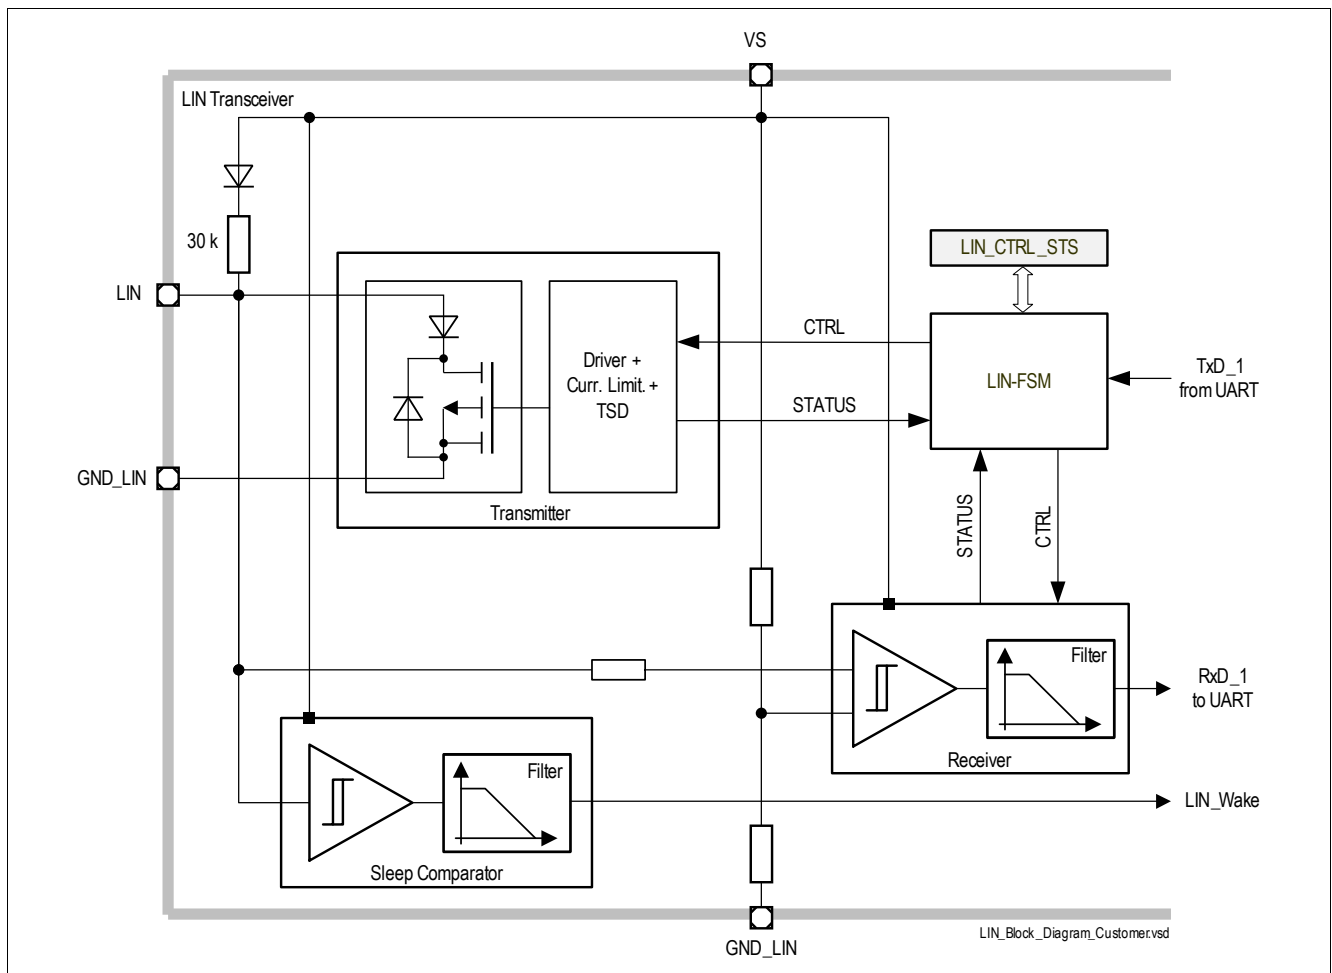 VS
LIN Transceiver
30 k
LIN_CTRL_STS
LIN
CTRL
Driver +
Curr. Limit. +
TSD
LIN-FSM
TxD_1
from UART
STATUS
GND_LIN
Transmitter
STATUS
CTRL
Filter
RxD_1
to UART
Receiver
Filter
LIN_Wake
Sleep Comparator
GND_LIN
LIN_Block_Diagram_Customer.vsd